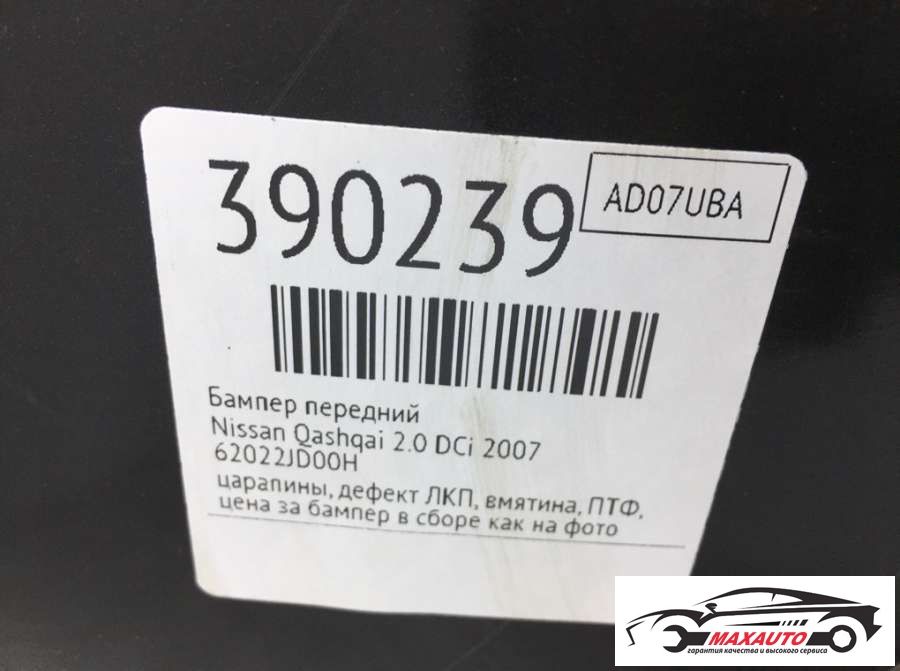 390239
AD07UBA
Бампер передний
Nissan Qashqai 2.0 DCi 2007
62022JD00H
царапины, дефект ЛКП, вмятина, ПТФ,
цена за бампер в сборе как на фото
MAXAUTO
гарантия качества и высокого сервиса